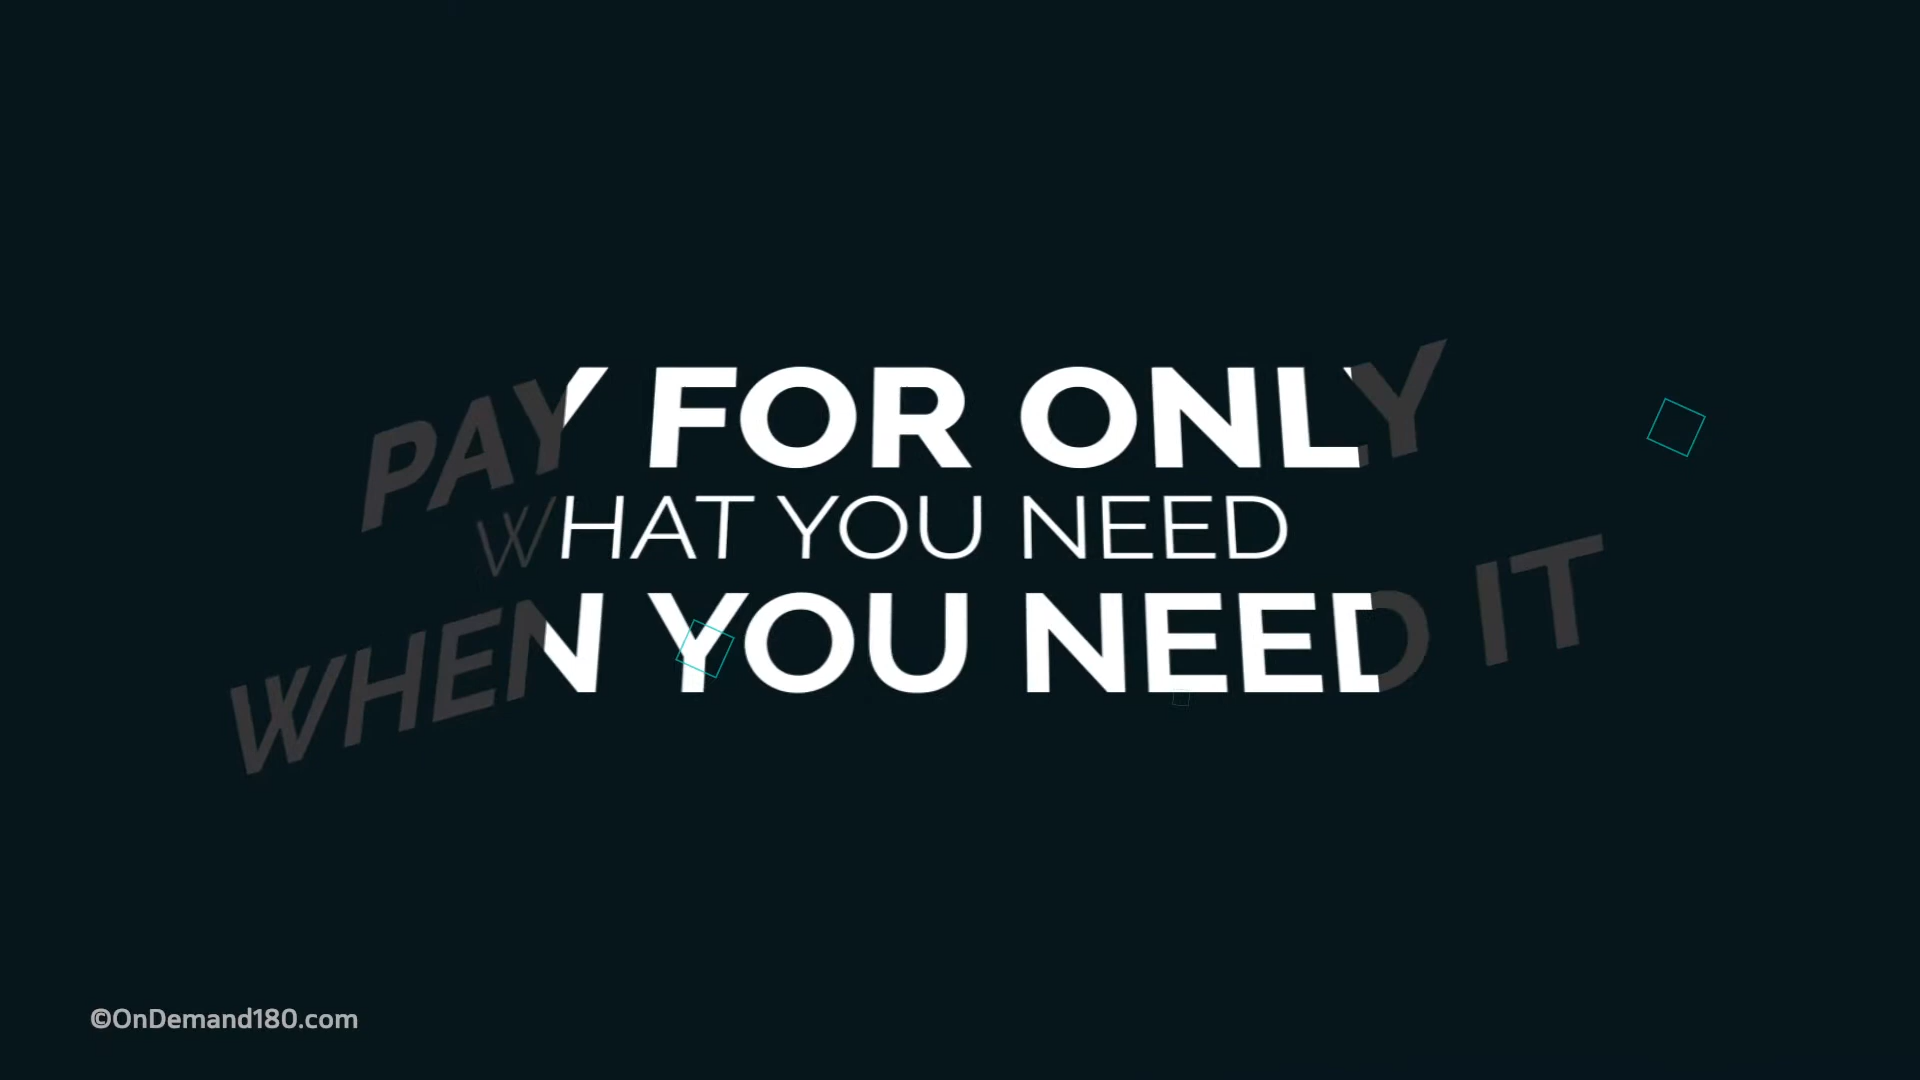 PAY FOR ONLY
WHAT YOU NEED
WHEN YOU NEED IT
©OnDemand180.com